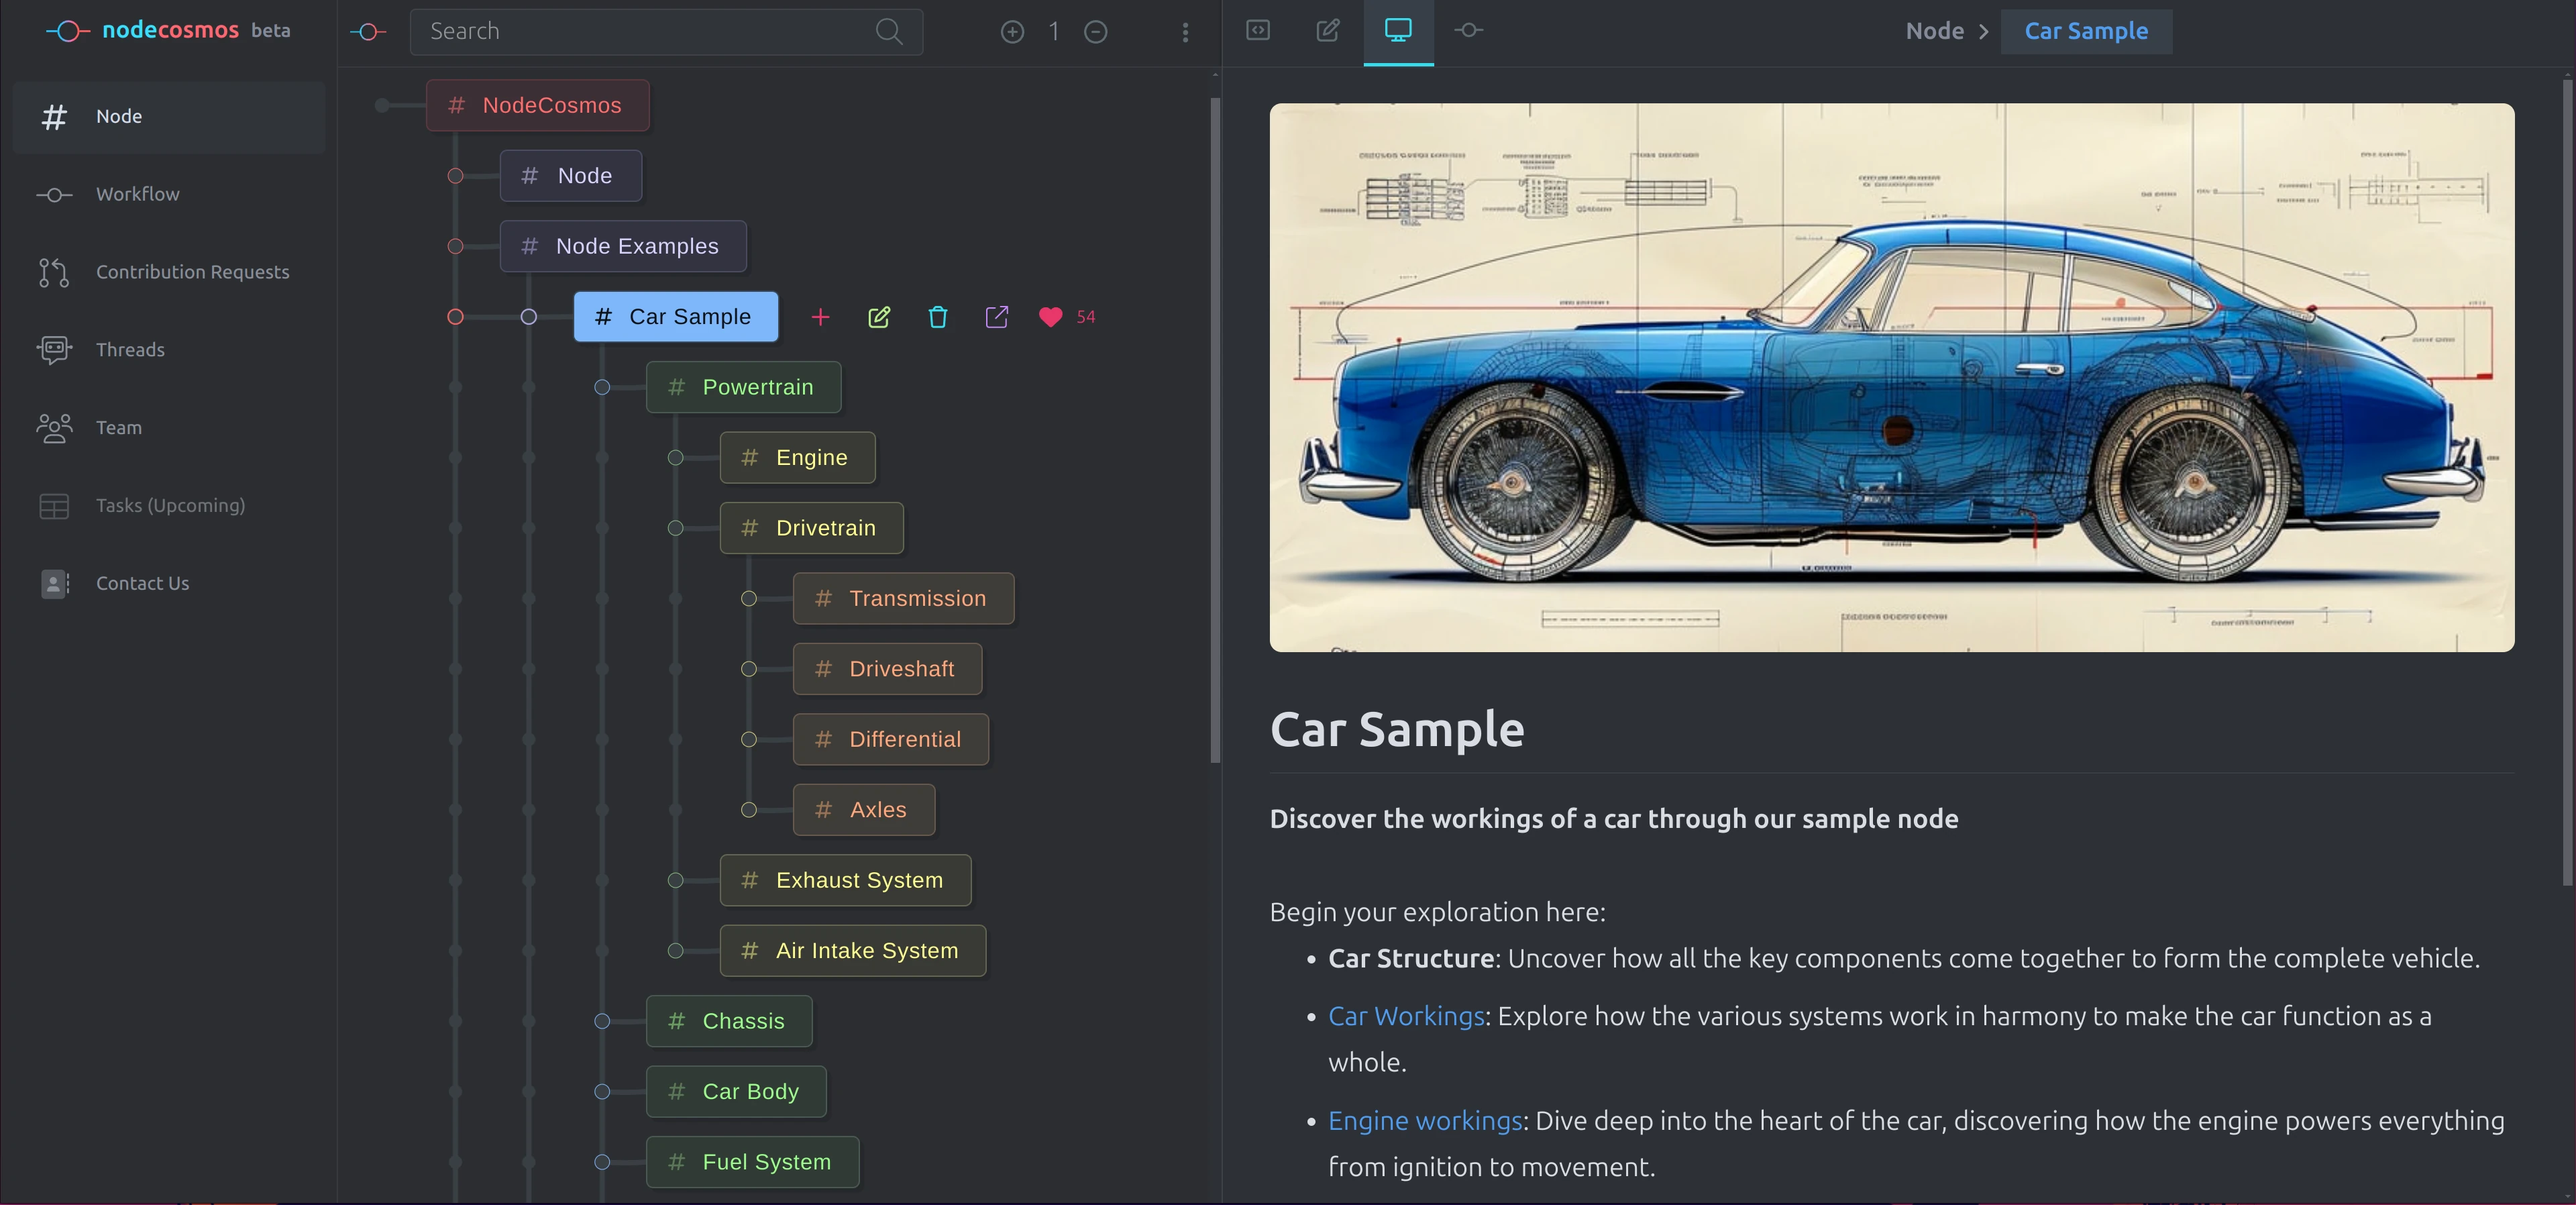 nodecosmos beta
Node
Workflow
Contribution Requests
Threads
Team
Tasks (Upcoming)
Contact Us
Search
1
# NodeCosmos
# Node
# Node Examples
# Car Sample
54
# Powertrain
# Engine
# Drivetrain
# Transmission
# Driveshaft
# Differential
# Axles
# Exhaust System
# Air Intake System
# Chassis
# Car Body
# Fuel System
Node > Car Sample
Car Sample
Discover the workings of a car through our sample node
Begin your exploration here:
• Car Structure: Uncover how all the key components come together to form the complete vehicle.
• Car Workings: Explore how the various systems work in harmony to make the car function as a
whole.
• Engine workings: Dive deep into the heart of the car, discovering how the engine powers everything
from ignition to movement.